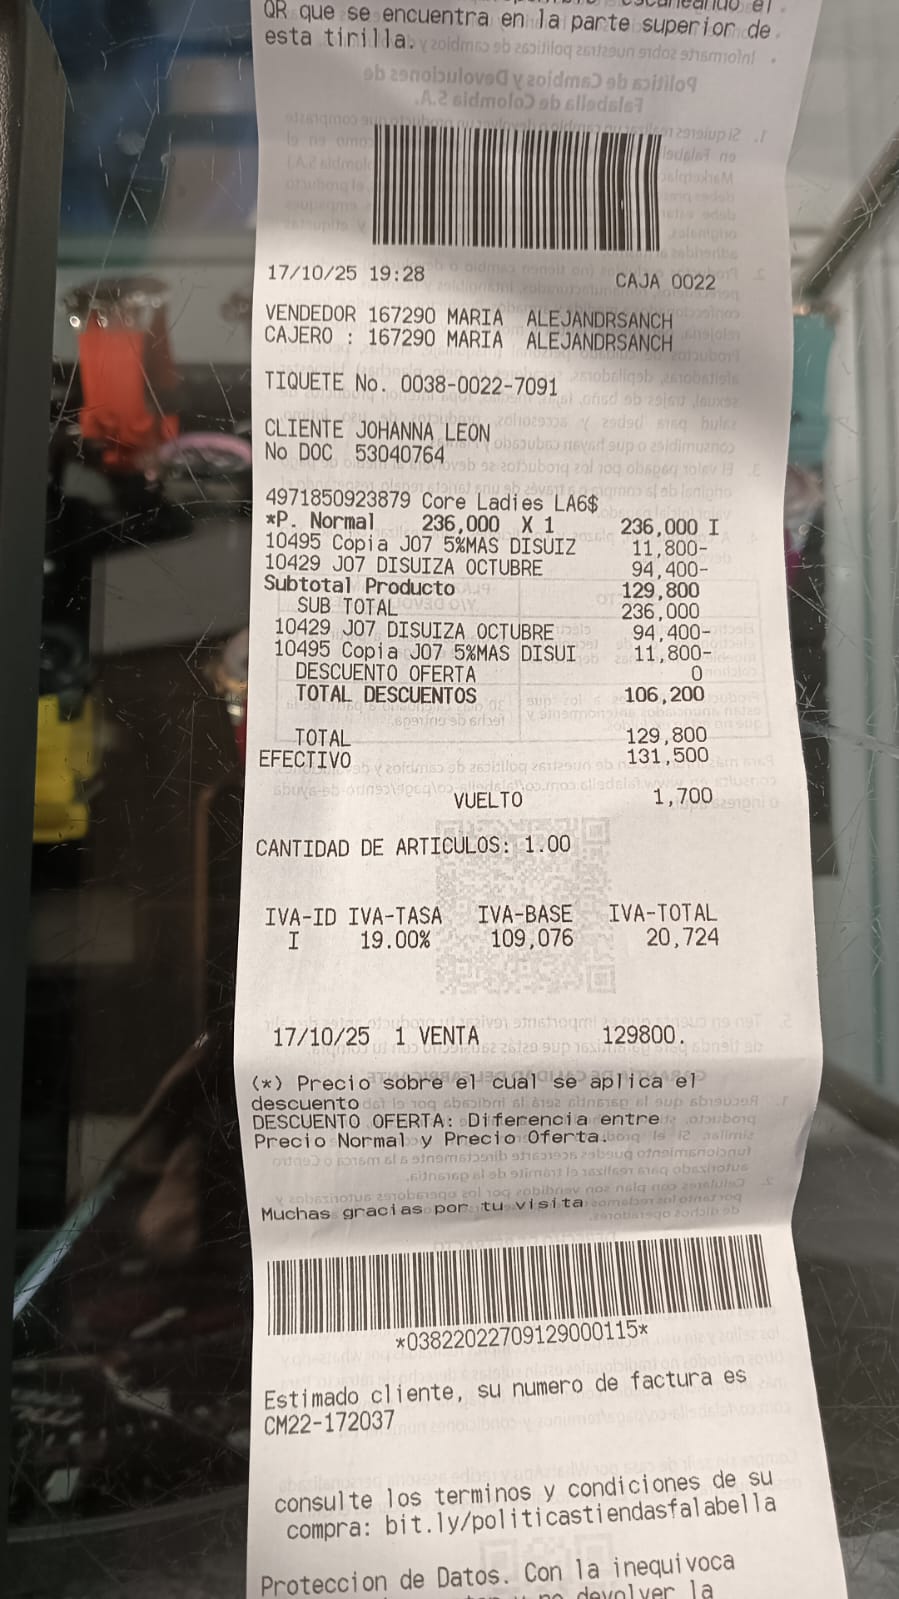 QR que se encuentra en la parte superior de
esta tirilla.
17/10/25 19:28 CAJA 0022
VENDEDOR 167290 MARIA ALEJANDRSANCH
CAJERO : 167290 MARIA ALEJANDRSANCH
TIQUETE No. 0038-0022-7091
CLIENTE JOHANNA LEON
No DOC 53040764
4971850923879 Core Ladies LA6$
*P. Normal 236,000 X 1 236,000 I
10495 Copia J07 5%MAS DISUIZ 11,800-
10429 J07 DISUIZA OCTUBRE 94,400-
Subtotal Producto 129,800
SUB TOTAL 236,000
10429 J07 DISUIZA OCTUBRE 94,400-
10495 Copia J07 5%MAS DISUI 11,800-
DESCUENTO OFERTA 0
TOTAL DESCUENTOS 106,200
TOTAL 129,800
EFECTIVO 131,500
VUELTO 1,700
CANTIDAD DE ARTICULOS: 1.00
IVA-ID IVA-TASA IVA-BASE IVA-TOTAL
I 19.00% 109,076 20,724
17/10/25 1 VENTA 129800.
(*) Precio sobre el cual se aplica el
descuento
DESCUENTO OFERTA: Diferencia entre
Precio Normal y Precio Oferta.
Muchas gracias por tu visita
*03822022709129000115*
Estimado cliente, su numero de factura es
CM22-172037
consulte los terminos y condiciones de su
compra: bit.ly/politicastiendasfalabella
Proteccion de Datos. Con la inequivoca
no devolver la